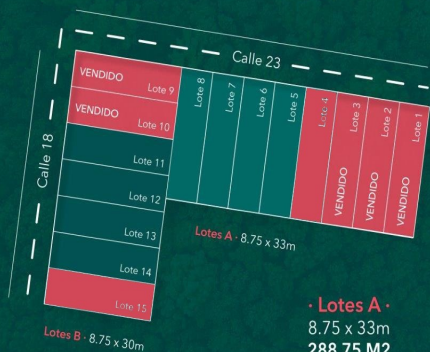 Calle 23
Calle 18
VENDIDO
Lote 9
VENDIDO
Lote 10
Lote 11
Lote 12
Lote 13
Lote 14
Lote 15
Lote 8
Lote 7
Lote 6
Lote 5
Lote 4
Lote 3
VENDIDO
Lote 2
VENDIDO
Lote 1
VENDIDO
Lotes A · 8.75 x 33m
Lotes B · 8.75 x 30m
· Lotes A ·
8.75 x 33m
288.75 M2